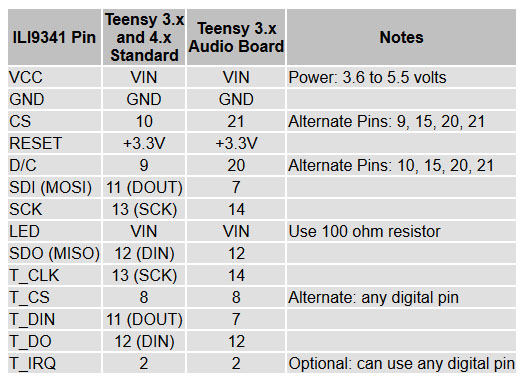 ILI9341 Pin Teensy 3.x and 4.x Standard Teensy 3.x Audio Board Notes
VCC VIN VIN Power: 3.6 to 5.5 volts
GND GND GND
CS 10 21 Alternate Pins: 9, 15, 20, 21
RESET +3.3V +3.3V
D/C 9 20 Alternate Pins: 10, 15, 20, 21
SDI (MOSI) 11 (DOUT) 7
SCK 13 (SCK) 14
LED VIN VIN Use 100 ohm resistor
SDO (MISO) 12 (DIN) 12
T_CLK 13 (SCK) 14
T_CS 8 8 Alternate: any digital pin
T_DIN 11 (DOUT) 7
T_DO 12 (DIN) 12
T_IRQ 2 2 Optional: can use any digital pin